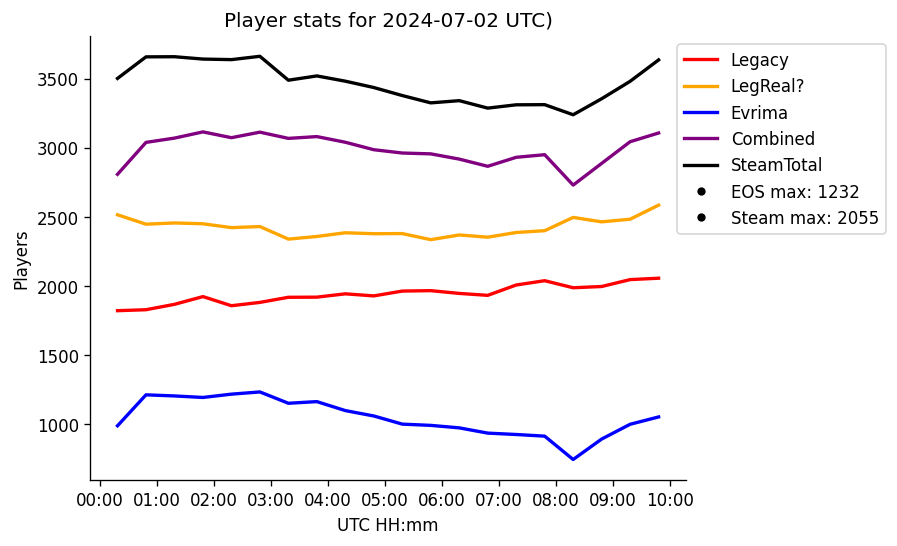 Player stats for 2024-07-02 UTC)
Players
3500
3000
2500
2000
1500
1000
00:00 01:00 02:00 03:00 04:00 05:00 06:00 07:00 08:00 09:00 10:00
UTC HH:mm
Legacy
LegReal?
Evrima
Combined
SteamTotal
EOS max: 1232
Steam max: 2055